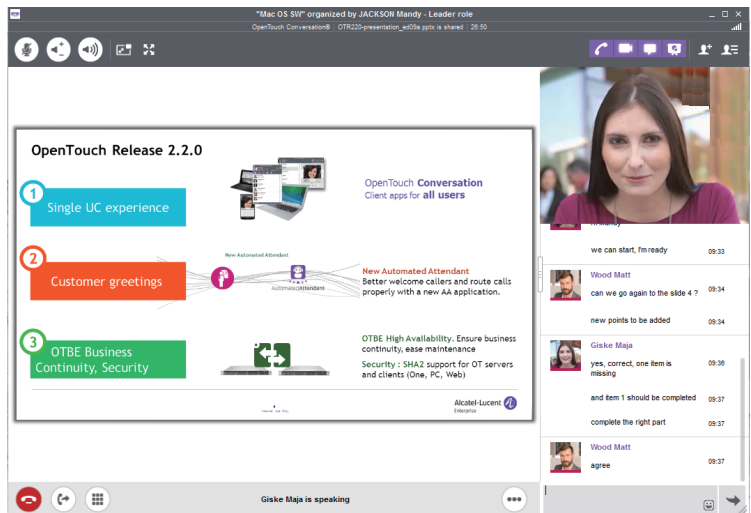 "Mac OS SW" organized by JACKSON Mandy - Leader role
OpenTouch Conversation® | OTR220-presentation_ed09a.pptx is shared | 26:50
OpenTouch Release 2.2.0
1
Single UC experience
OpenTouch Conversation
Client apps for all users
2
Customer greetings
New Automated Attendant
AutomatedAttendant
New Automated Attendant
Better welcome callers and route calls
properly with a new AA application.
3
OTBE Business
Continuity, Security
OTBE High Availability. Ensure business
continuity, ease maintenance
Security : SHA2 support for OT servers
and clients (One, PC, Web)
Alcatel-Lucent
Enterprise
we can start, I'm ready 09:33
Wood Matt
can we go again to the slide 4 ? 09:34
new points to be added 09:34
Giske Maja
yes, correct, one item is 09:36
missing
and item 1 should be completed 09:37
complete the right part 09:37
Wood Matt
agree 09:37
Giske Maja is speaking